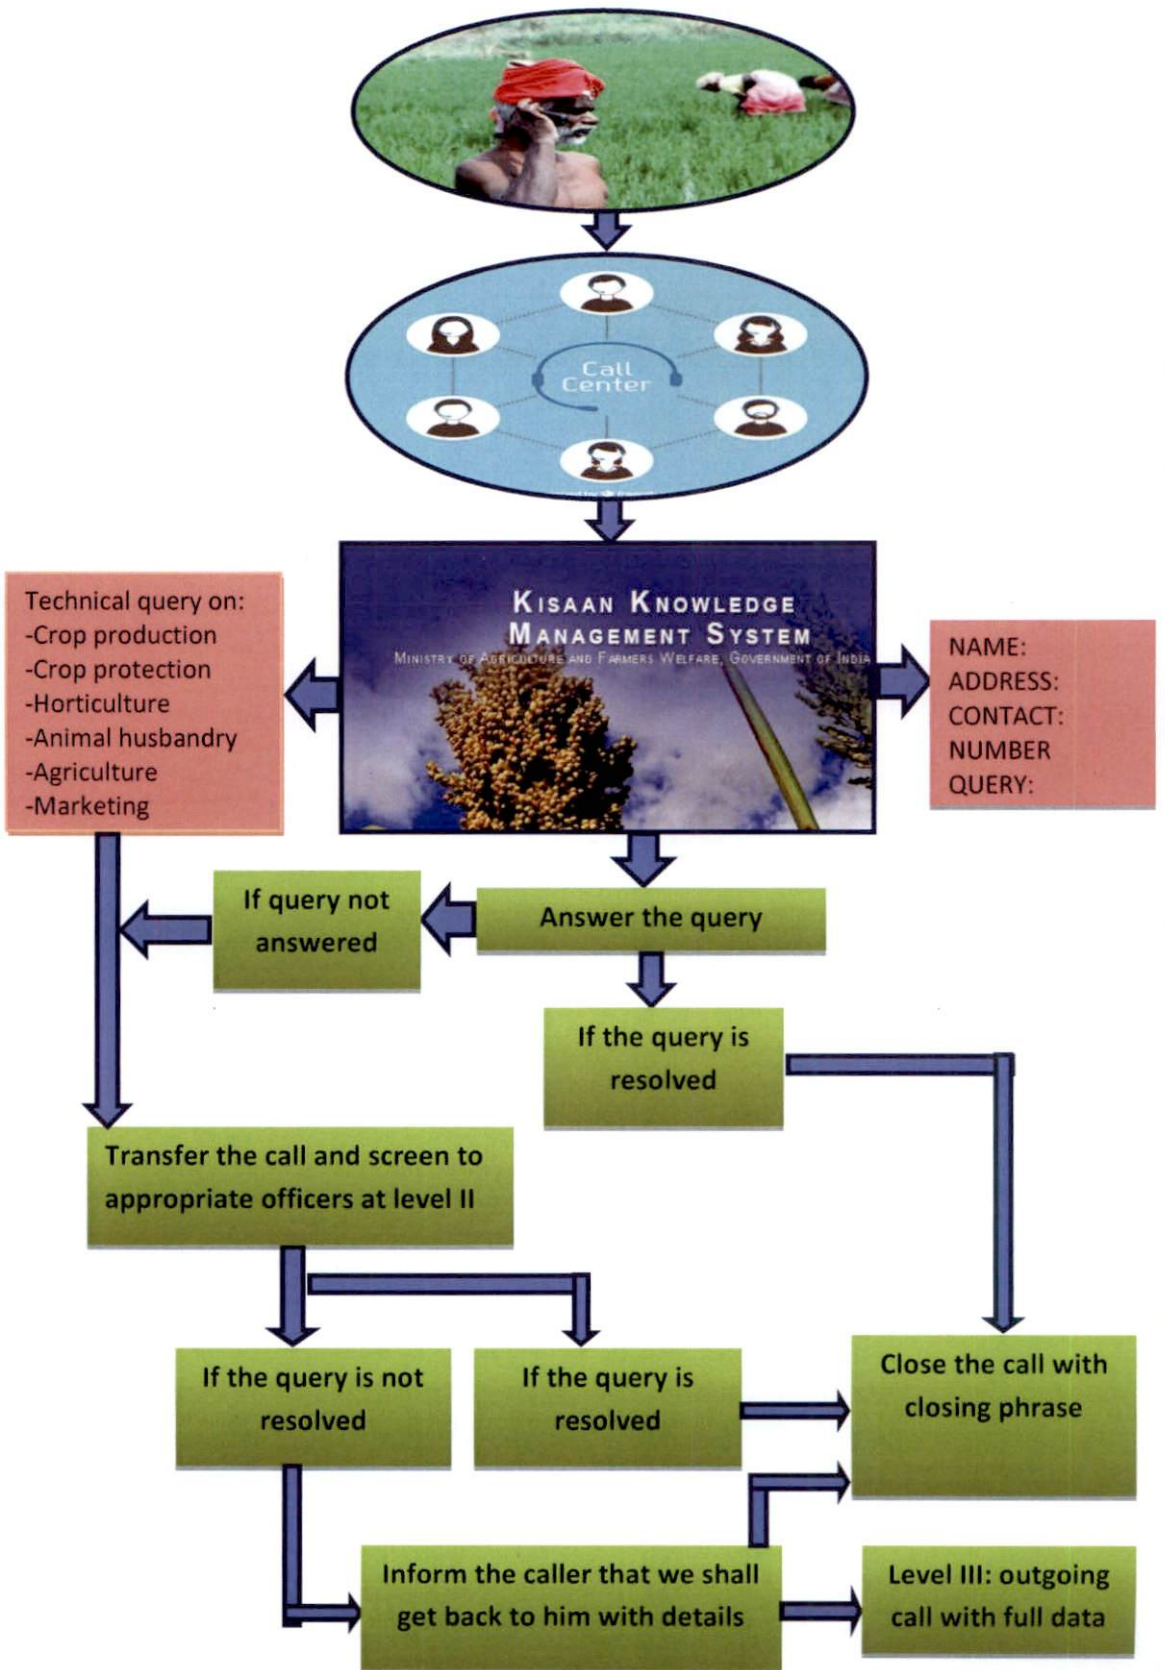 Call
Center
KISAAN KNOWLEDGE
MANAGEMENT SYSTEM
MINISTRY OF AGRICULTURE AND FARMERS WELFARE, GOVERNMENT OF INDIA
Technical query on:
-Crop production
-Crop protection
-Horticulture
-Animal husbandry
-Agriculture
-Marketing
NAME:
ADDRESS:
CONTACT:
NUMBER
QUERY:
If query not
answered
Answer the query
If the query is
resolved
Transfer the call and screen to
appropriate officers at level II
If the query is not
resolved
If the query is
resolved
Close the call with
closing phrase
Inform the caller that we shall
get back to him with details
Level III: outgoing
call with full data